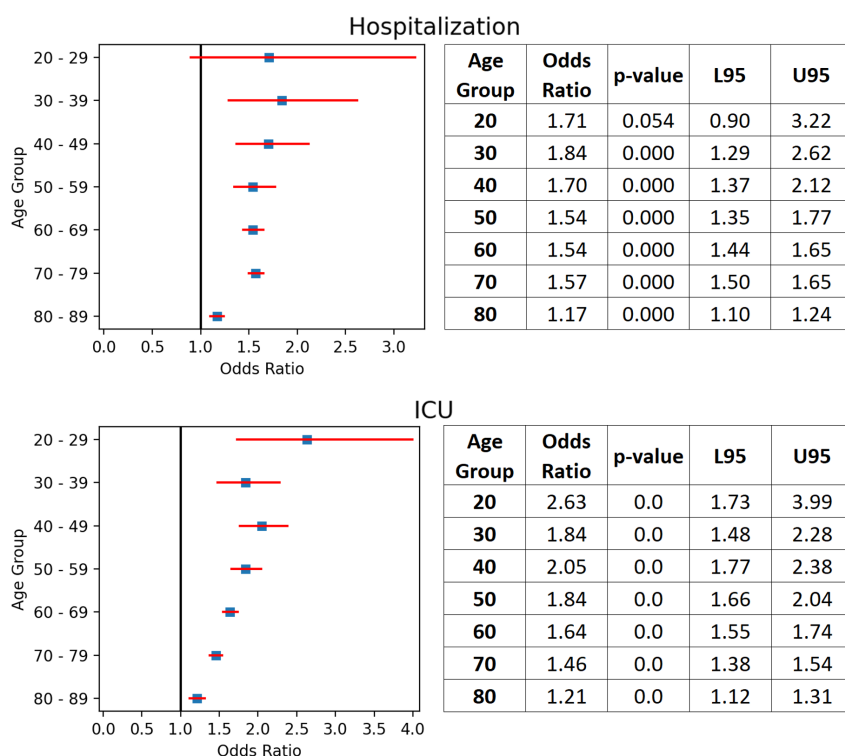 Hospitalization
Age Group
20 - 29
30 - 39
40 - 49
50 - 59
60 - 69
70 - 79
80 - 89
0.0 0.5 1.0 1.5 2.0 2.5 3.0
Odds Ratio
Age Group Odds Ratio p-value L95 U95
20 1.71 0.054 0.90 3.22
30 1.84 0.000 1.29 2.62
40 1.70 0.000 1.37 2.12
50 1.54 0.000 1.35 1.77
60 1.54 0.000 1.44 1.65
70 1.57 0.000 1.50 1.65
80 1.17 0.000 1.10 1.24
ICU
Age Group
20 - 29
30 - 39
40 - 49
50 - 59
60 - 69
70 - 79
80 - 89
0.0 0.5 1.0 1.5 2.0 2.5 3.0 3.5 4.0
Odds Ratio
Age Group Odds Ratio p-value L95 U95
20 2.63 0.0 1.73 3.99
30 1.84 0.0 1.48 2.28
40 2.05 0.0 1.77 2.38
50 1.84 0.0 1.66 2.04
60 1.64 0.0 1.55 1.74
70 1.46 0.0 1.38 1.54
80 1.21 0.0 1.12 1.31